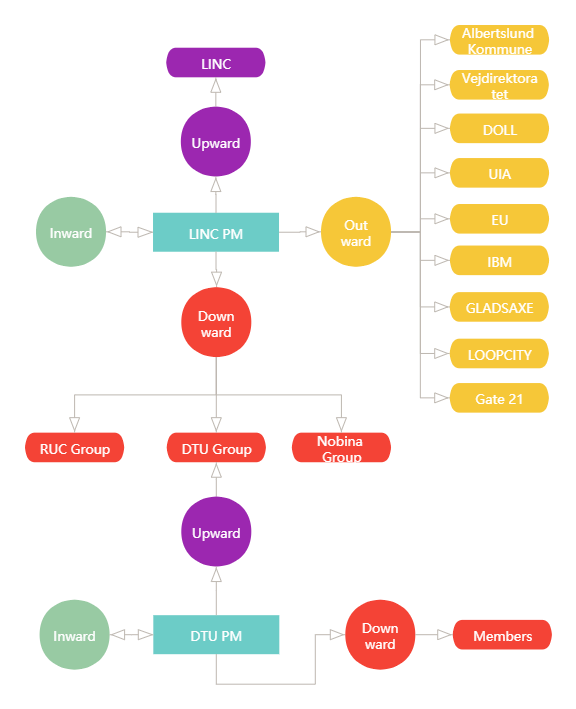 Albertslund
Kommune
LINC
Vejdirektora
tet
DOLL
Upward
UIA
Inward
LINC PM
Out
ward
EU
IBM
Down
ward
GLADSAXE
LOOPCITY
Gate 21
RUC Group
DTU Group
Nobina
Group
Upward
Inward
DTU PM
Down
ward
Members